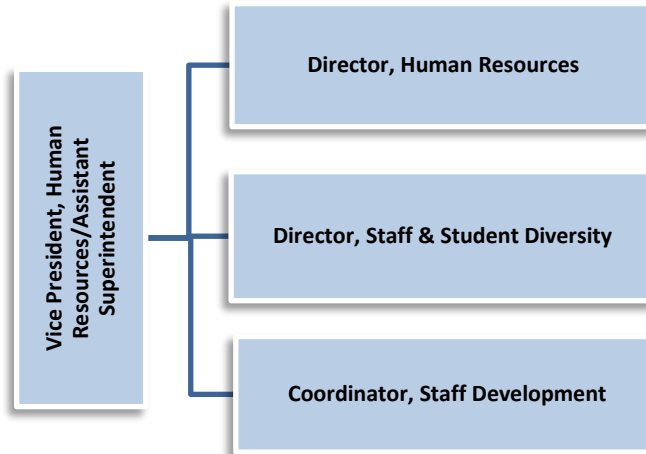 Vice President, Human
Resources/Assistant
Superintendent
Director, Human Resources
Director, Staff & Student Diversity
Coordinator, Staff Development